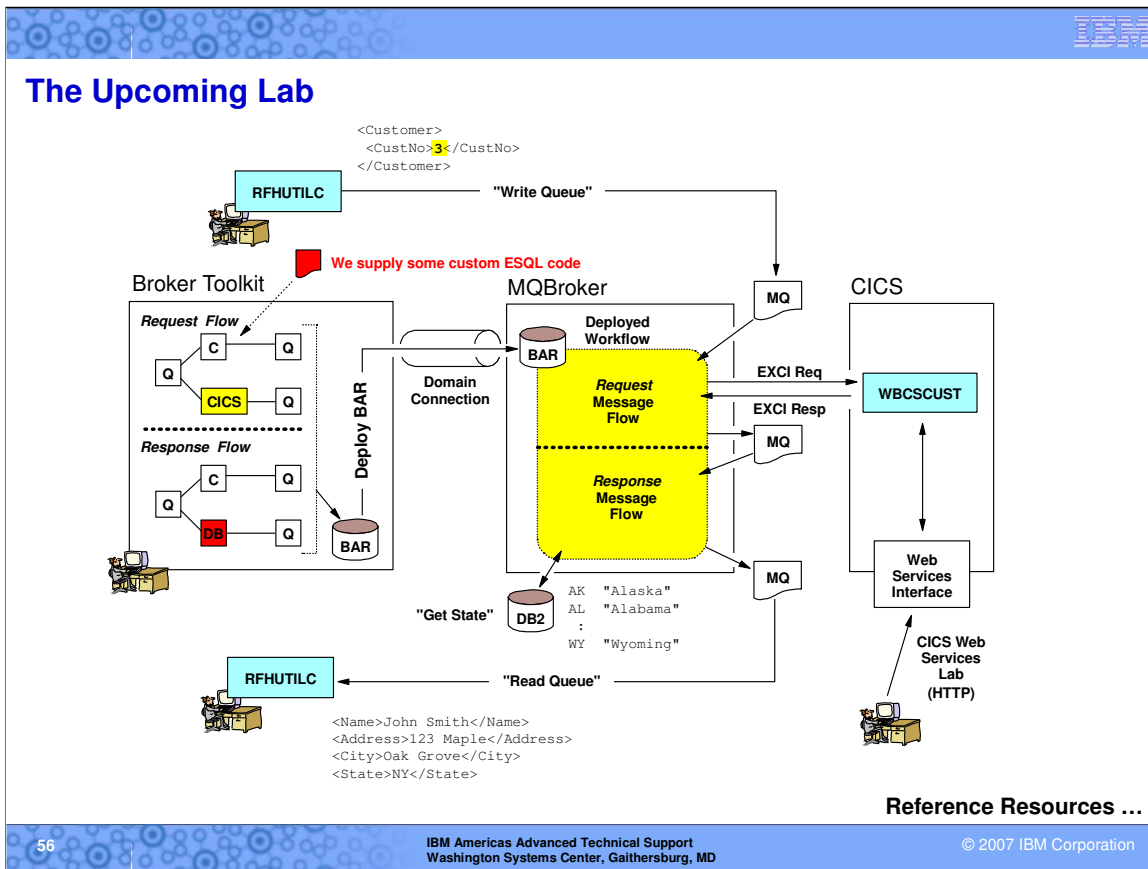 IBM
The Upcoming Lab
<Customer>
<CustNo>3</CustNo>
</Customer>
RFHUTILC
"Write Queue"
We supply some custom ESQL code
Broker Toolkit
Request Flow
C
Q
Q
CICS
Q
Response Flow
C
Q
Q
DB
Q
BAR
Deploy BAR
Domain
Connection
MQBroker
BAR
Deployed
Workflow
Request
Message
Flow
Response
Message
Flow
MQ
EXCI Req
EXCI Resp
MQ
MQ
CICS
WBCSCUST
Web
Services
Interface
CICS Web
Services
Lab
(HTTP)
"Get State"
DB2
AK "Alaska"
AL "Alabama"
:
WY "Wyoming"
RFHUTILC
"Read Queue"
<Name>John Smith</Name>
<Address>123 Maple</Address>
<City>Oak Grove</City>
<State>NY</State>
Reference Resources …
56
IBM Americas Advanced Technical Support
Washington Systems Center, Gaithersburg, MD
© 2007 IBM Corporation